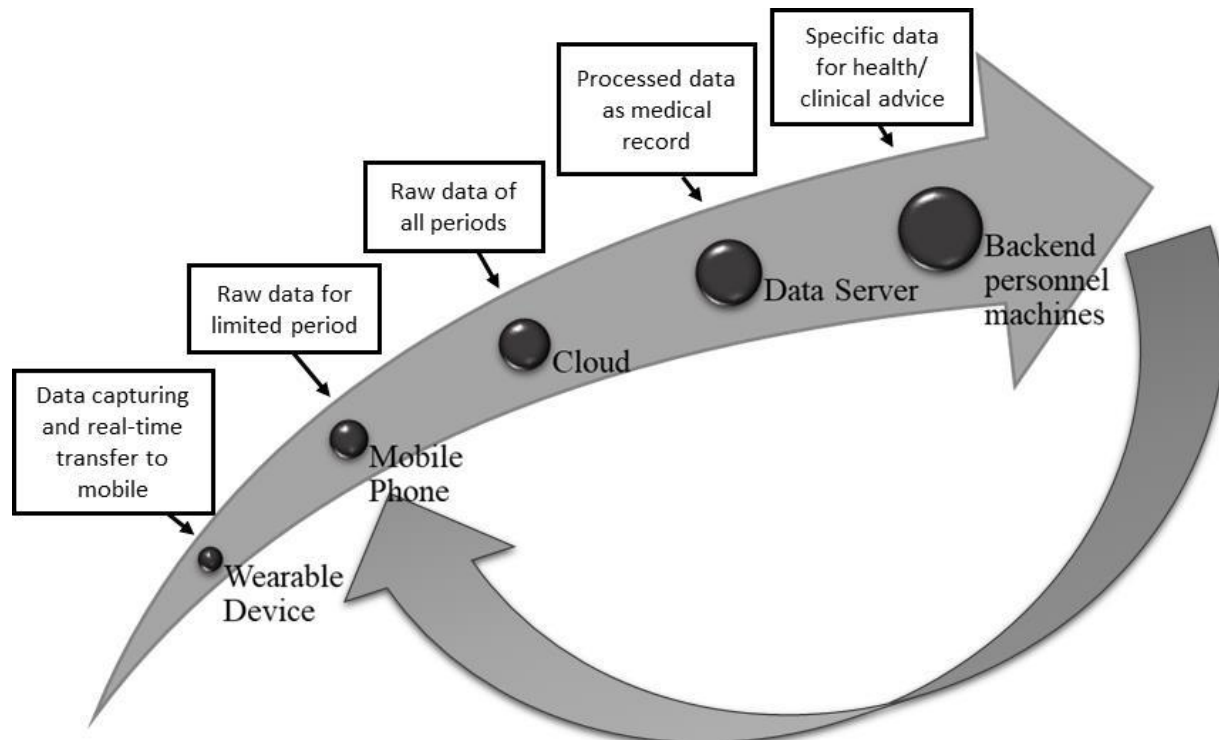 Specific data
for health/
clinical advice
Processed data
as medical
record
Raw data of
all periods
Raw data for
limited period
Data capturing
and real-time
transfer to
mobile
Backend
personnel
machines
Data Server
Cloud
Mobile
Phone
Wearable
Device